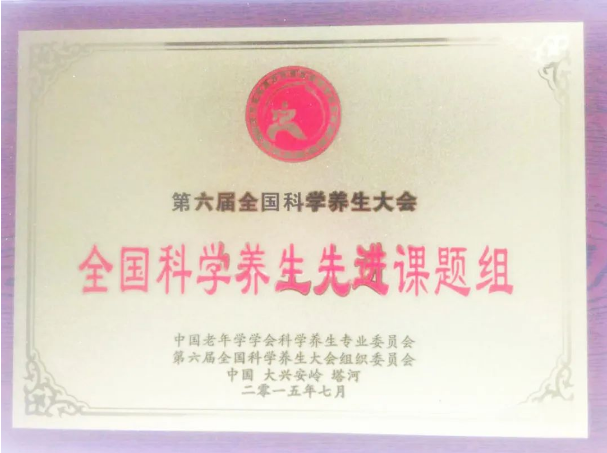 第六届全国科学养生大会
全国科学养生先进课题组
中国老年学学会科学养生专业委员会
第六届全国科学养生大会组织委员会
中国 大兴安岭 塔河
二零一五年七月